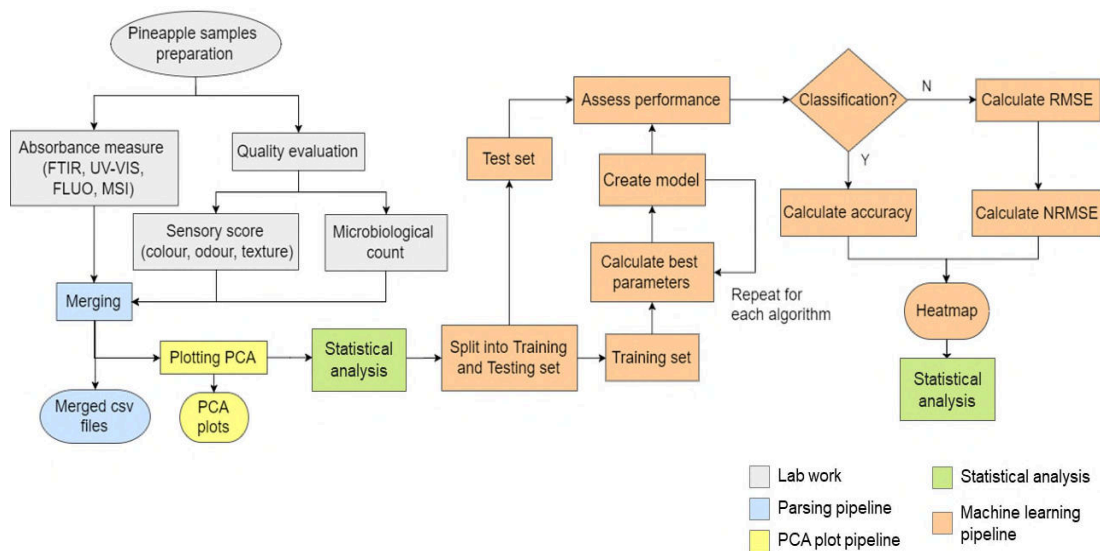 Pineapple samples
preparation
Absorbance measure
(FTIR, UV-VIS,
FLUO, MSI)
Quality evaluation
Sensory score
(colour, odour, texture)
Microbiological
count
Merging
Merged csv
files
Plotting PCA
PCA
plots
Statistical
analysis
Split into Training
and Testing set
Test set
Training set
Calculate best
parameters
Create model
Repeat for
each algorithm
Assess performance
Classification?
N
Y
Calculate RMSE
Calculate accuracy
Calculate NRMSE
Heatmap
Statistical
analysis
Lab work
Parsing pipeline
PCA plot pipeline
Statistical analysis
Machine learning
pipeline